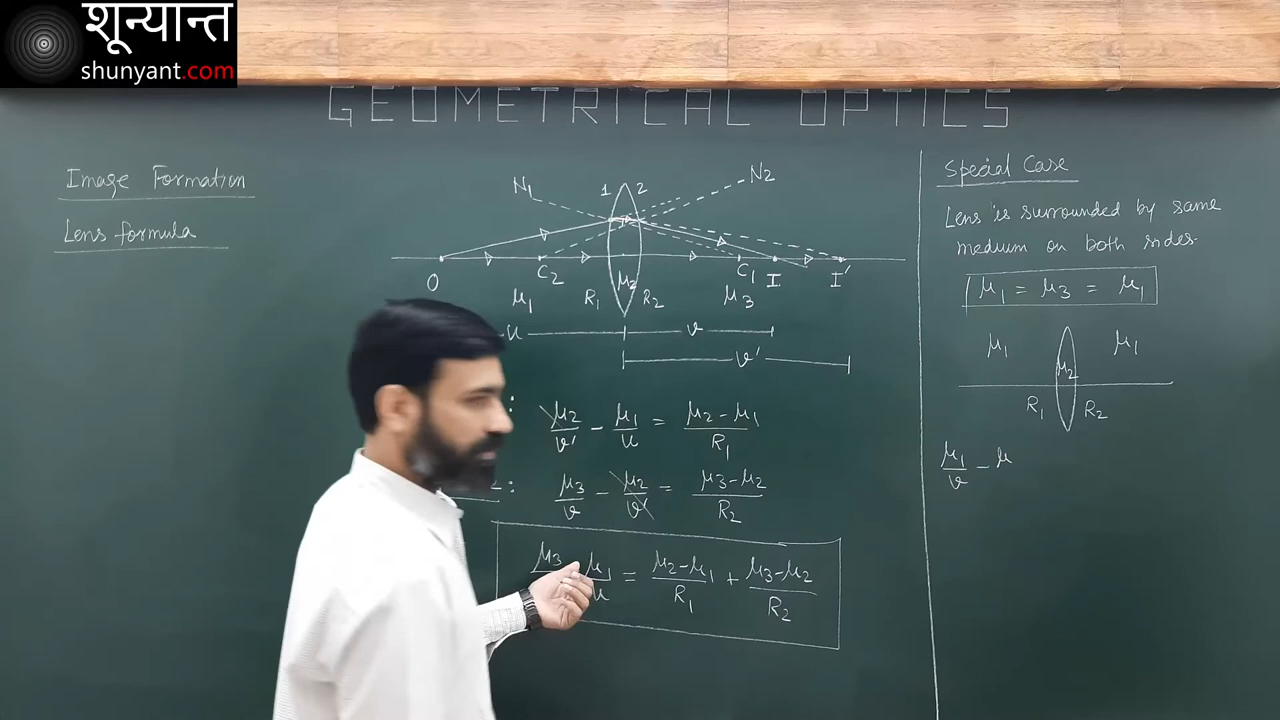 शून्यान्त
shunyant.com
GEOMETRICAL OPTICS
Image Formation
Lens formula
N₁ 1 2 N₂
O C₂ μ₂ C₁ I I'
μ₁ R₁ R₂ μ₃
u v
v'
: μ₂/v' - μ₁/u = (μ₂ - μ₁)/R₁
: μ₃/v - μ₂/v' = (μ₃ - μ₂)/R₂
μ₃ μ₁/u = (μ₂ - μ₁)/R₁ + (μ₃ - μ₂)/R₂
Special Case
Lens is surrounded by same
medium on both sides.
μ₁ = μ₃ = μ₁
μ₁ μ₂ μ₁
R₁ R₂
μ₁/v - μ